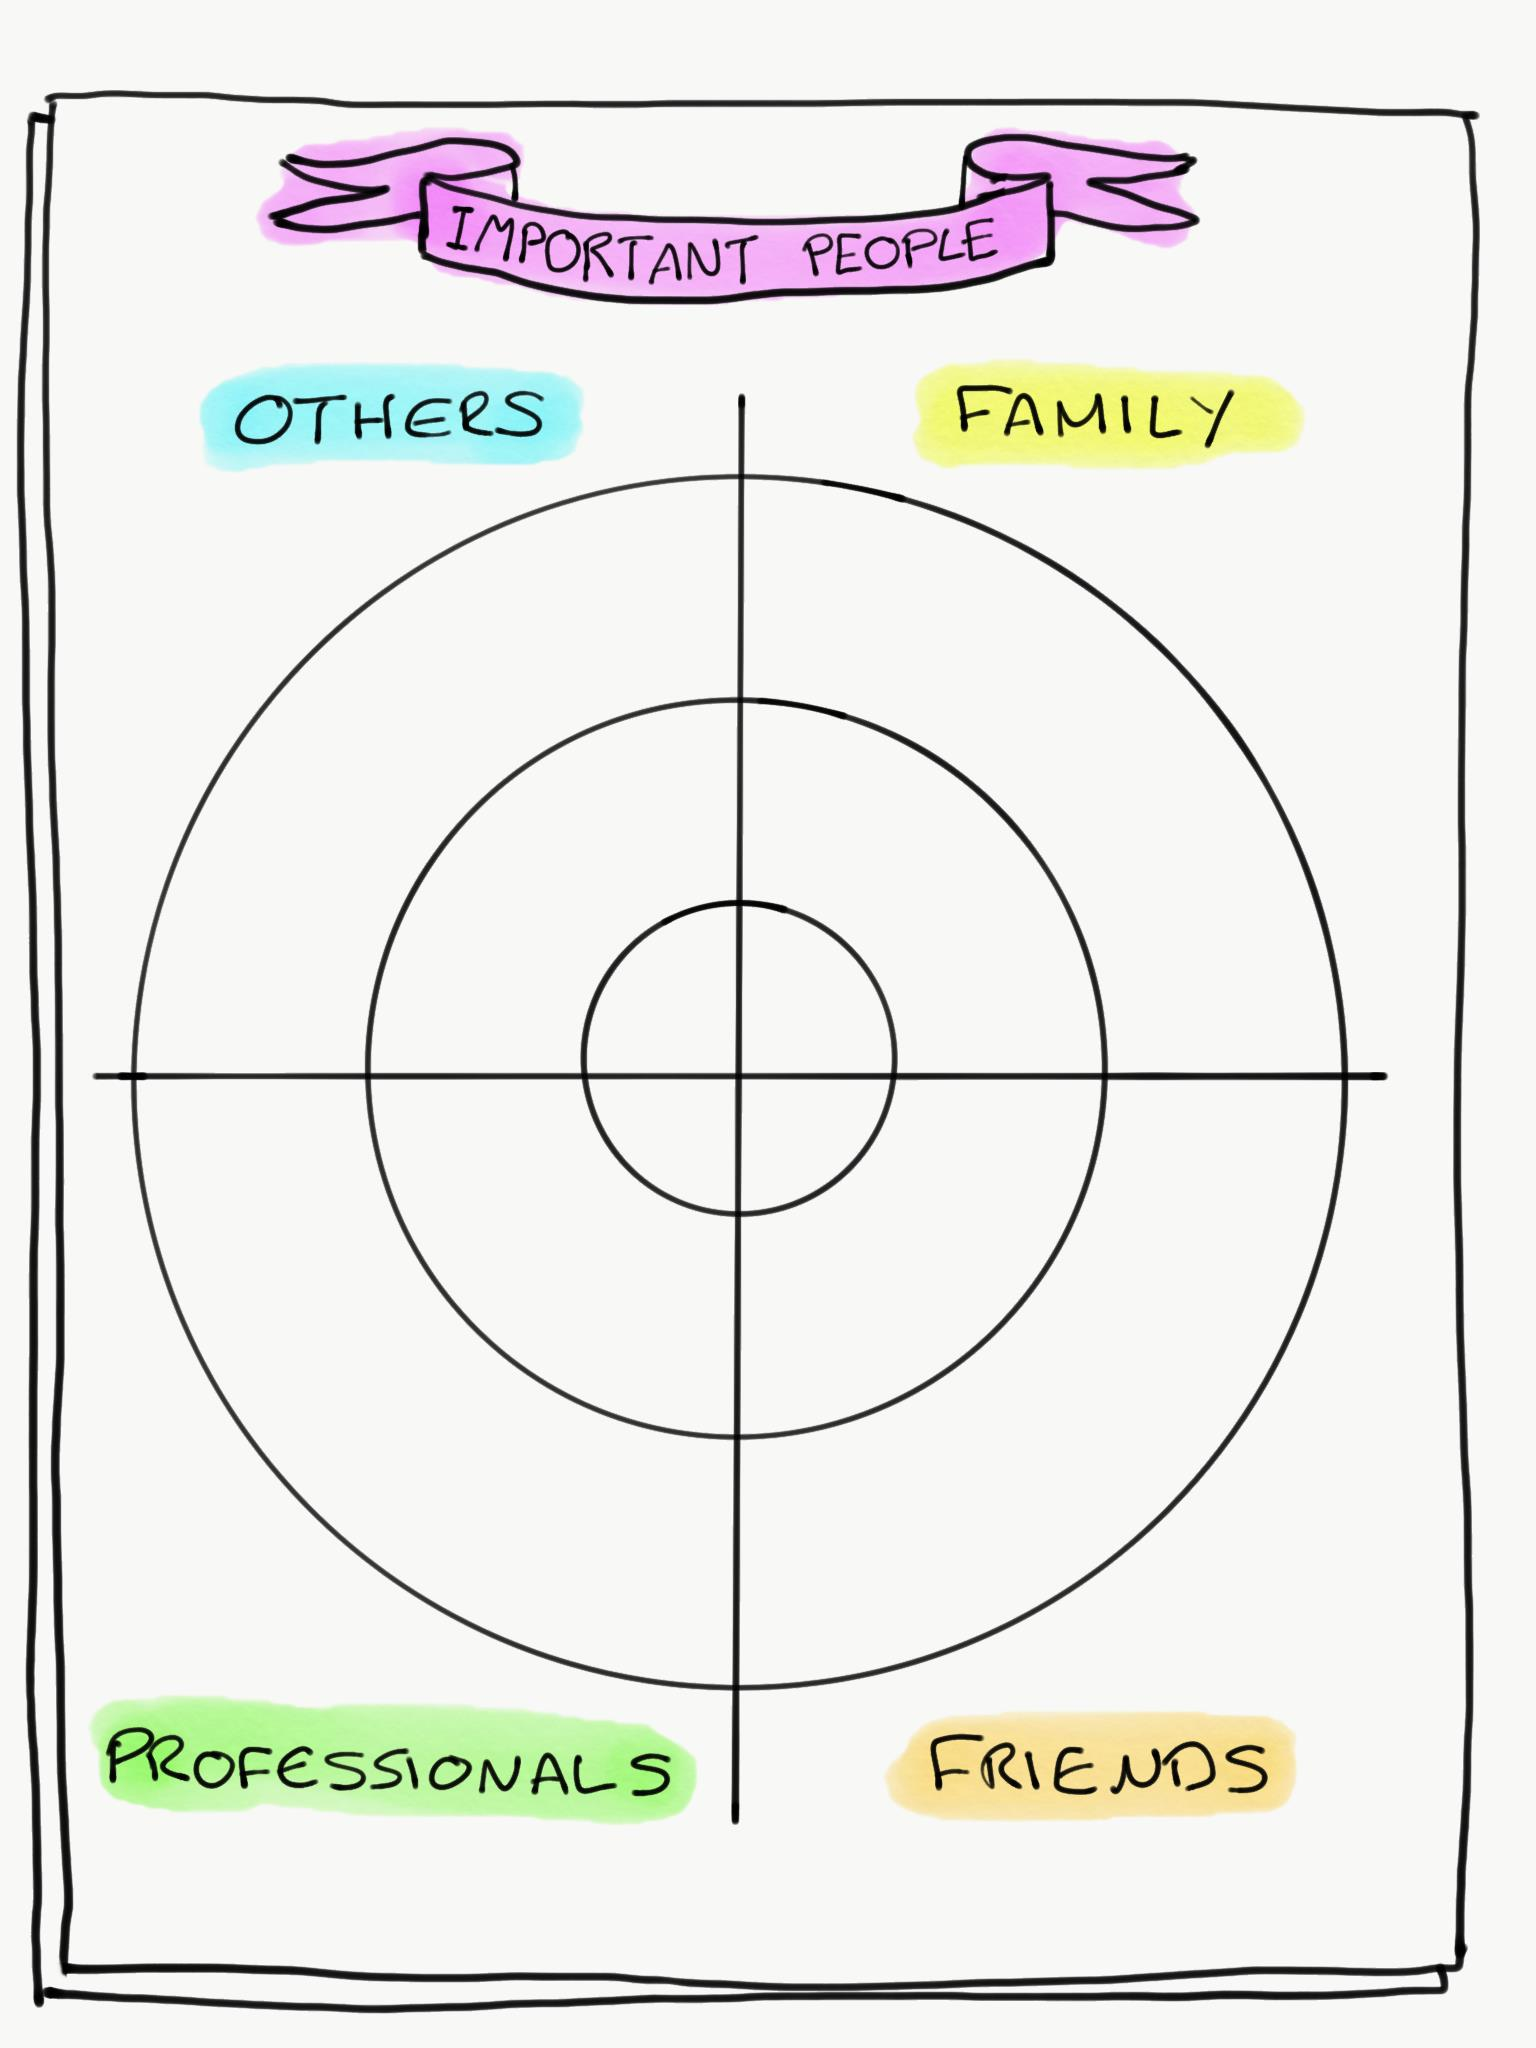 IMPORTANT PEOPLE
OTHERS
FAMILY
PROFESSIONALS
FRIENDS